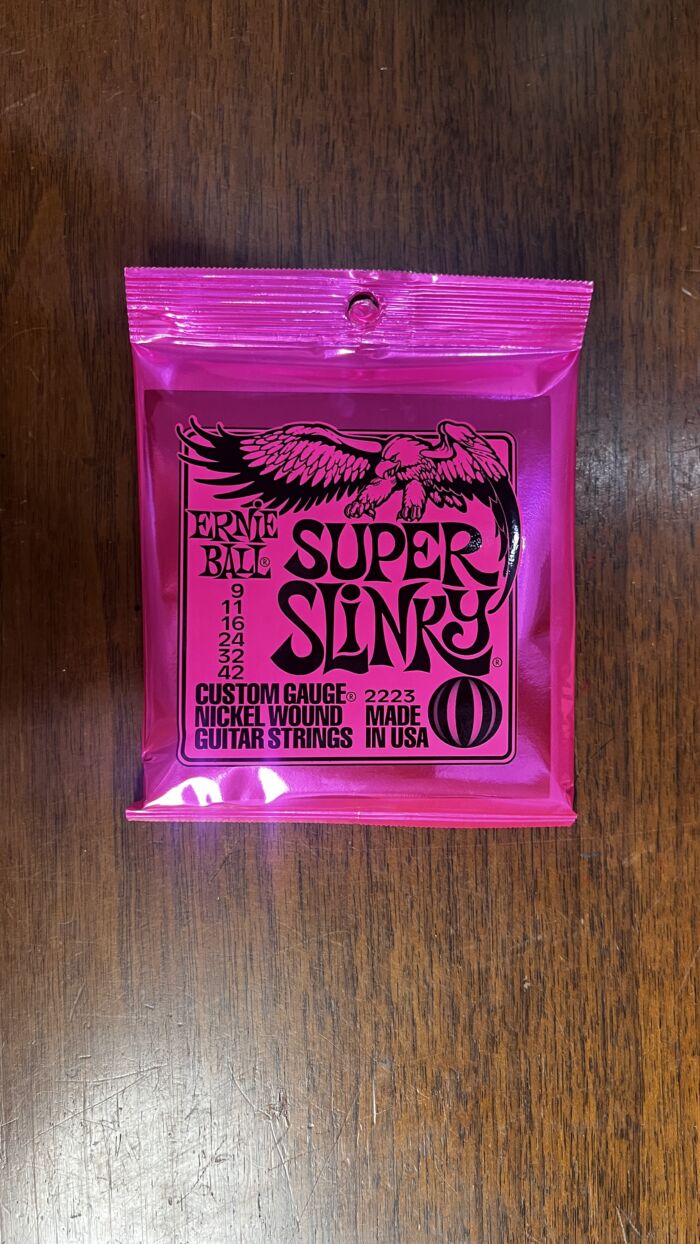 ERNIE
BALL®
SUPER
SLINKY®
9
11
16
24
32
42
CUSTOM GAUGE®
NICKEL WOUND
GUITAR STRINGS
2223
MADE
IN USA